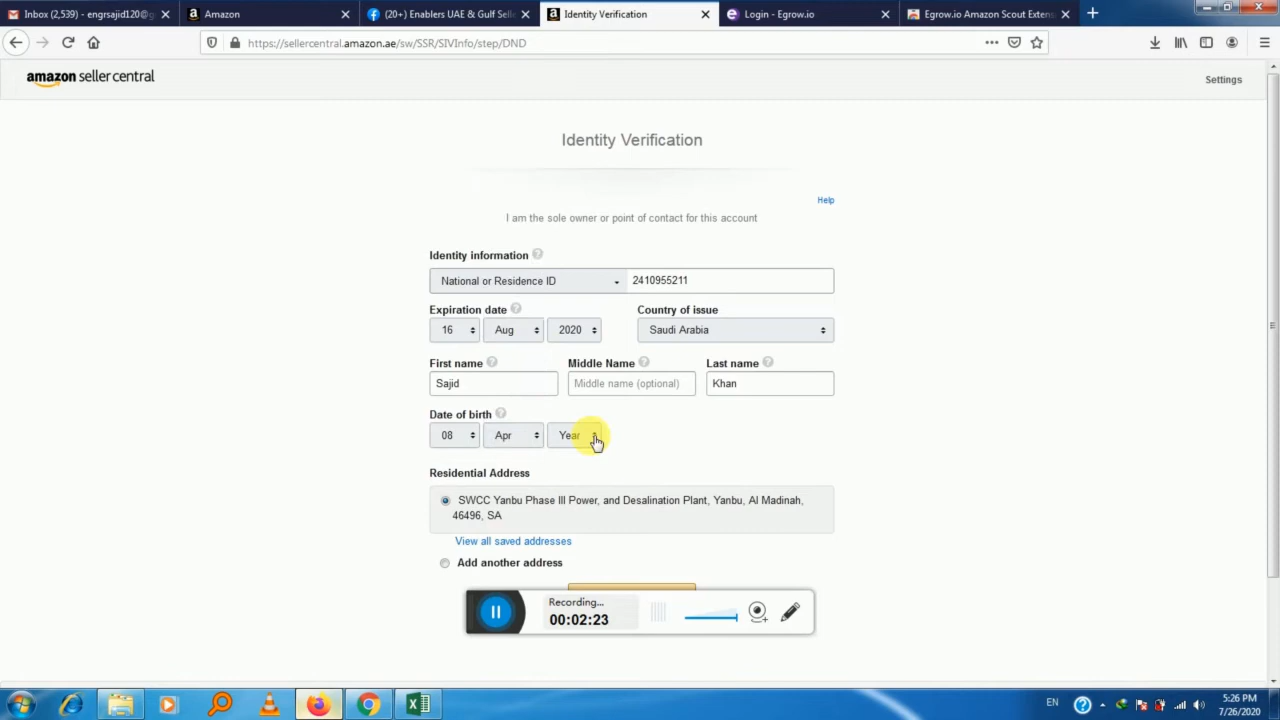 Inbox (2,539) - engrsajid120@g
Amazon
(20+) Enablers UAE & Gulf Selle
Identity Verification
Login - Egrow.io
Egrow.io Amazon Scout Extens
https://sellercentral.amazon.ae/sw/SSR/SIVInfo/step/DND
amazon seller central
Settings
Identity Verification
Help
I am the sole owner or point of contact for this account
Identity information
National or Residence ID
2410955211
Expiration date
Country of issue
16 Aug 2020
Saudi Arabia
First name
Middle Name
Last name
Sajid
Middle name (optional)
Khan
Date of birth
08 Apr Year
Residential Address
SWCC Yanbu Phase III Power, and Desalination Plant, Yanbu, Al Madinah,
46496, SA
View all saved addresses
Add another address
Recording...
00:02:23
EN
5:26 PM
7/26/2020